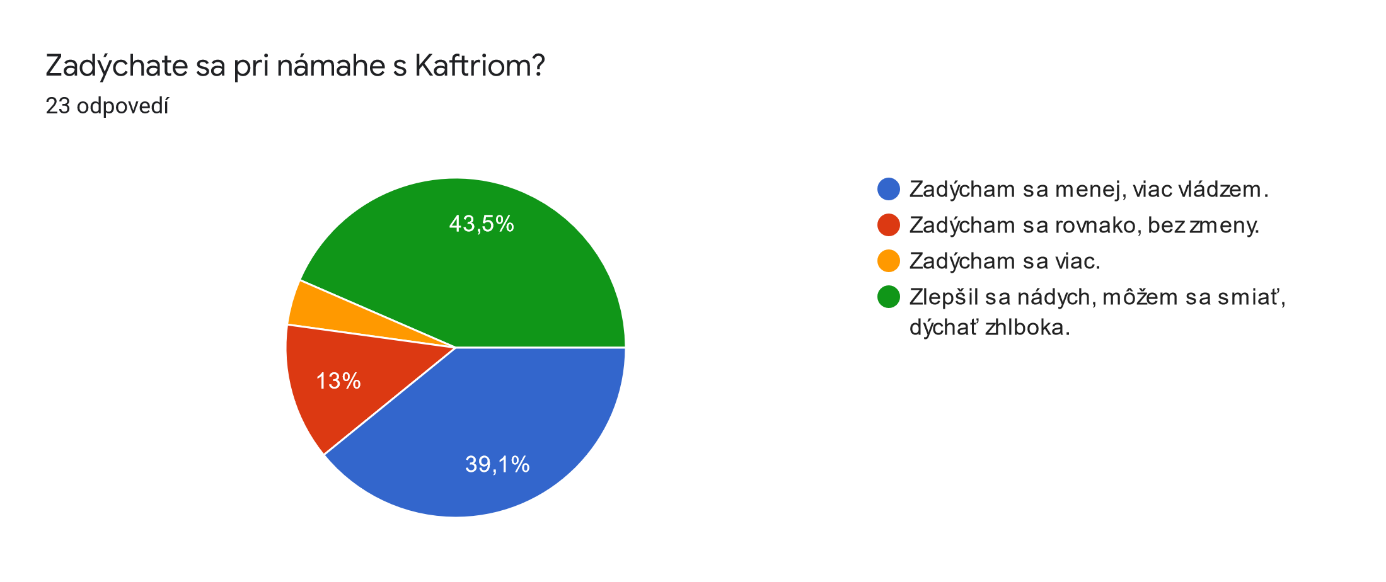 Zadýchate sa pri námahe s Kaftriom?
23 odpovedí
43,5%
13%
39,1%
Zadýcham sa menej, viac vládzem.
Zadýcham sa rovnako, bez zmeny.
Zadýcham sa viac.
Zlepšil sa nádych, môžem sa smiať,
dýchať zhlboka.